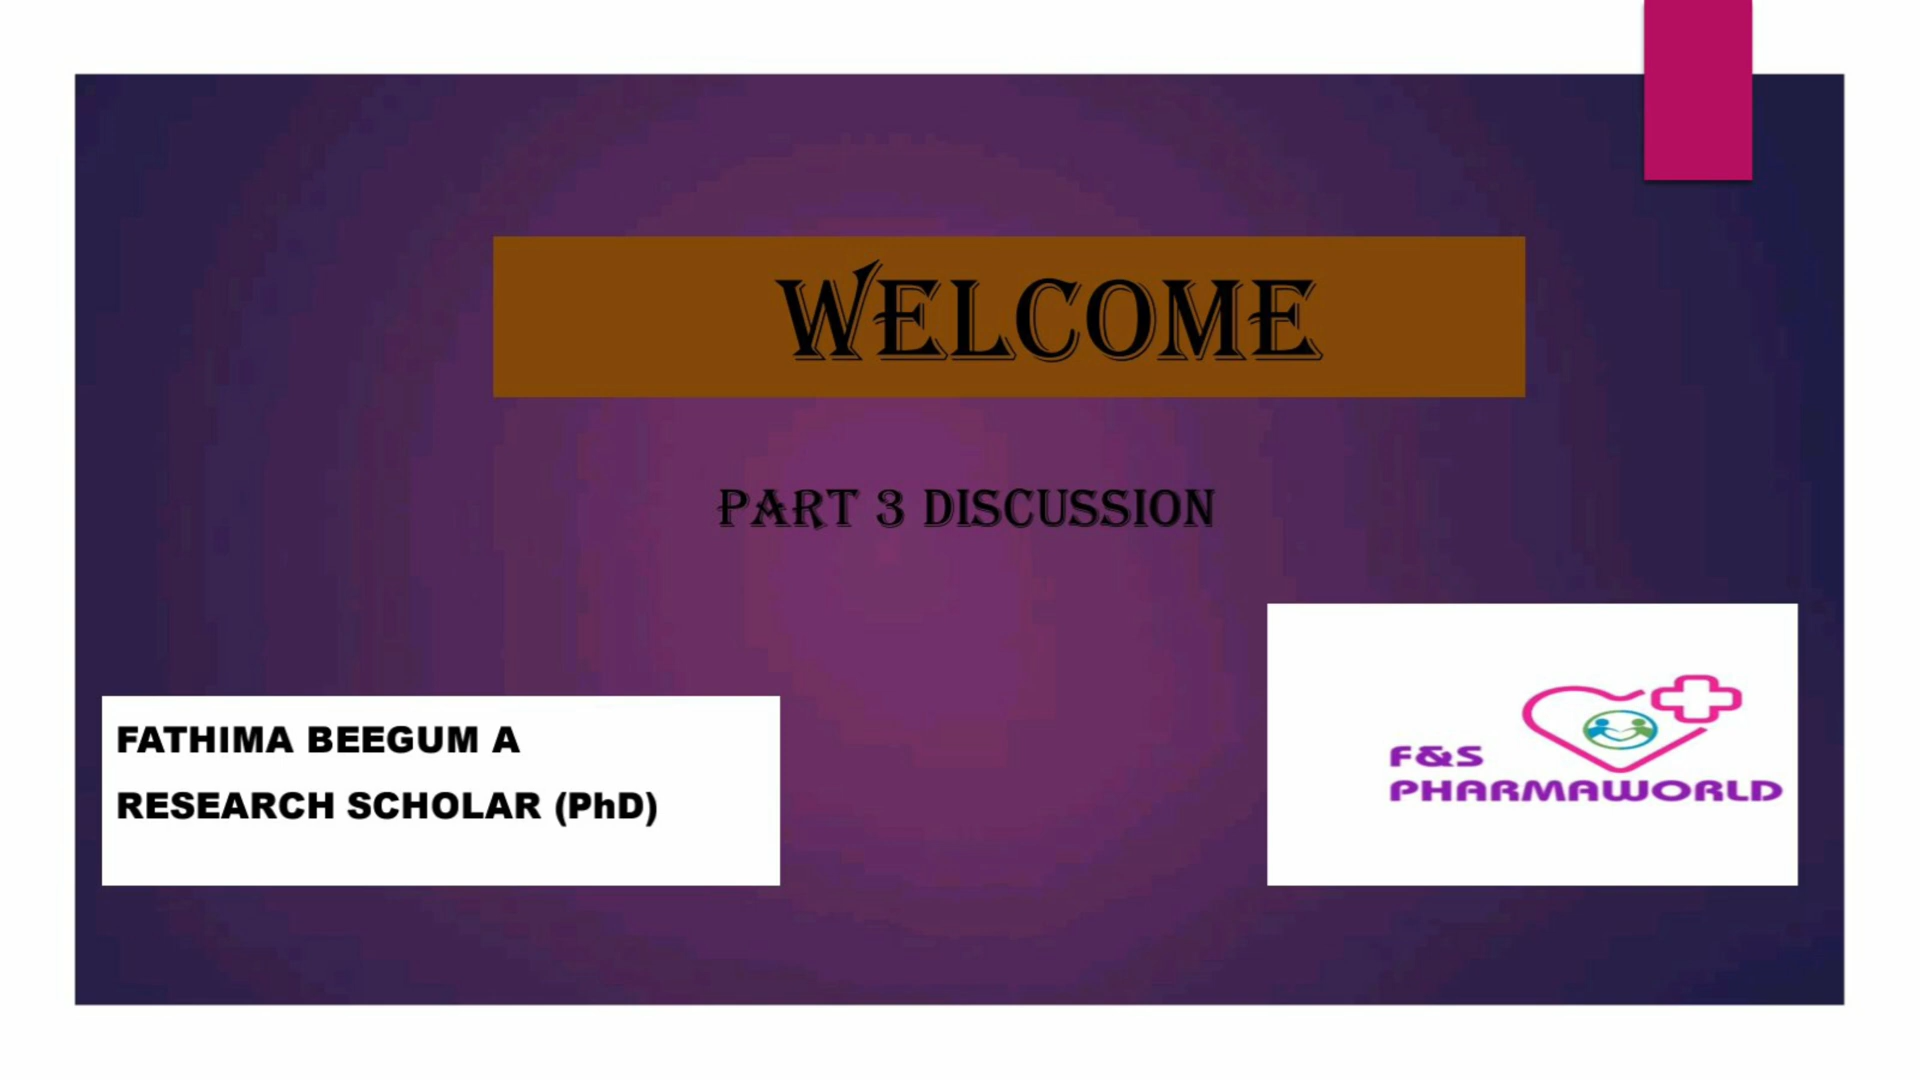 WELCOME
PART 3 DISCUSSION
FATHIMA BEEGUM A
RESEARCH SCHOLAR (PhD)
F&S
PHARMAWORLD